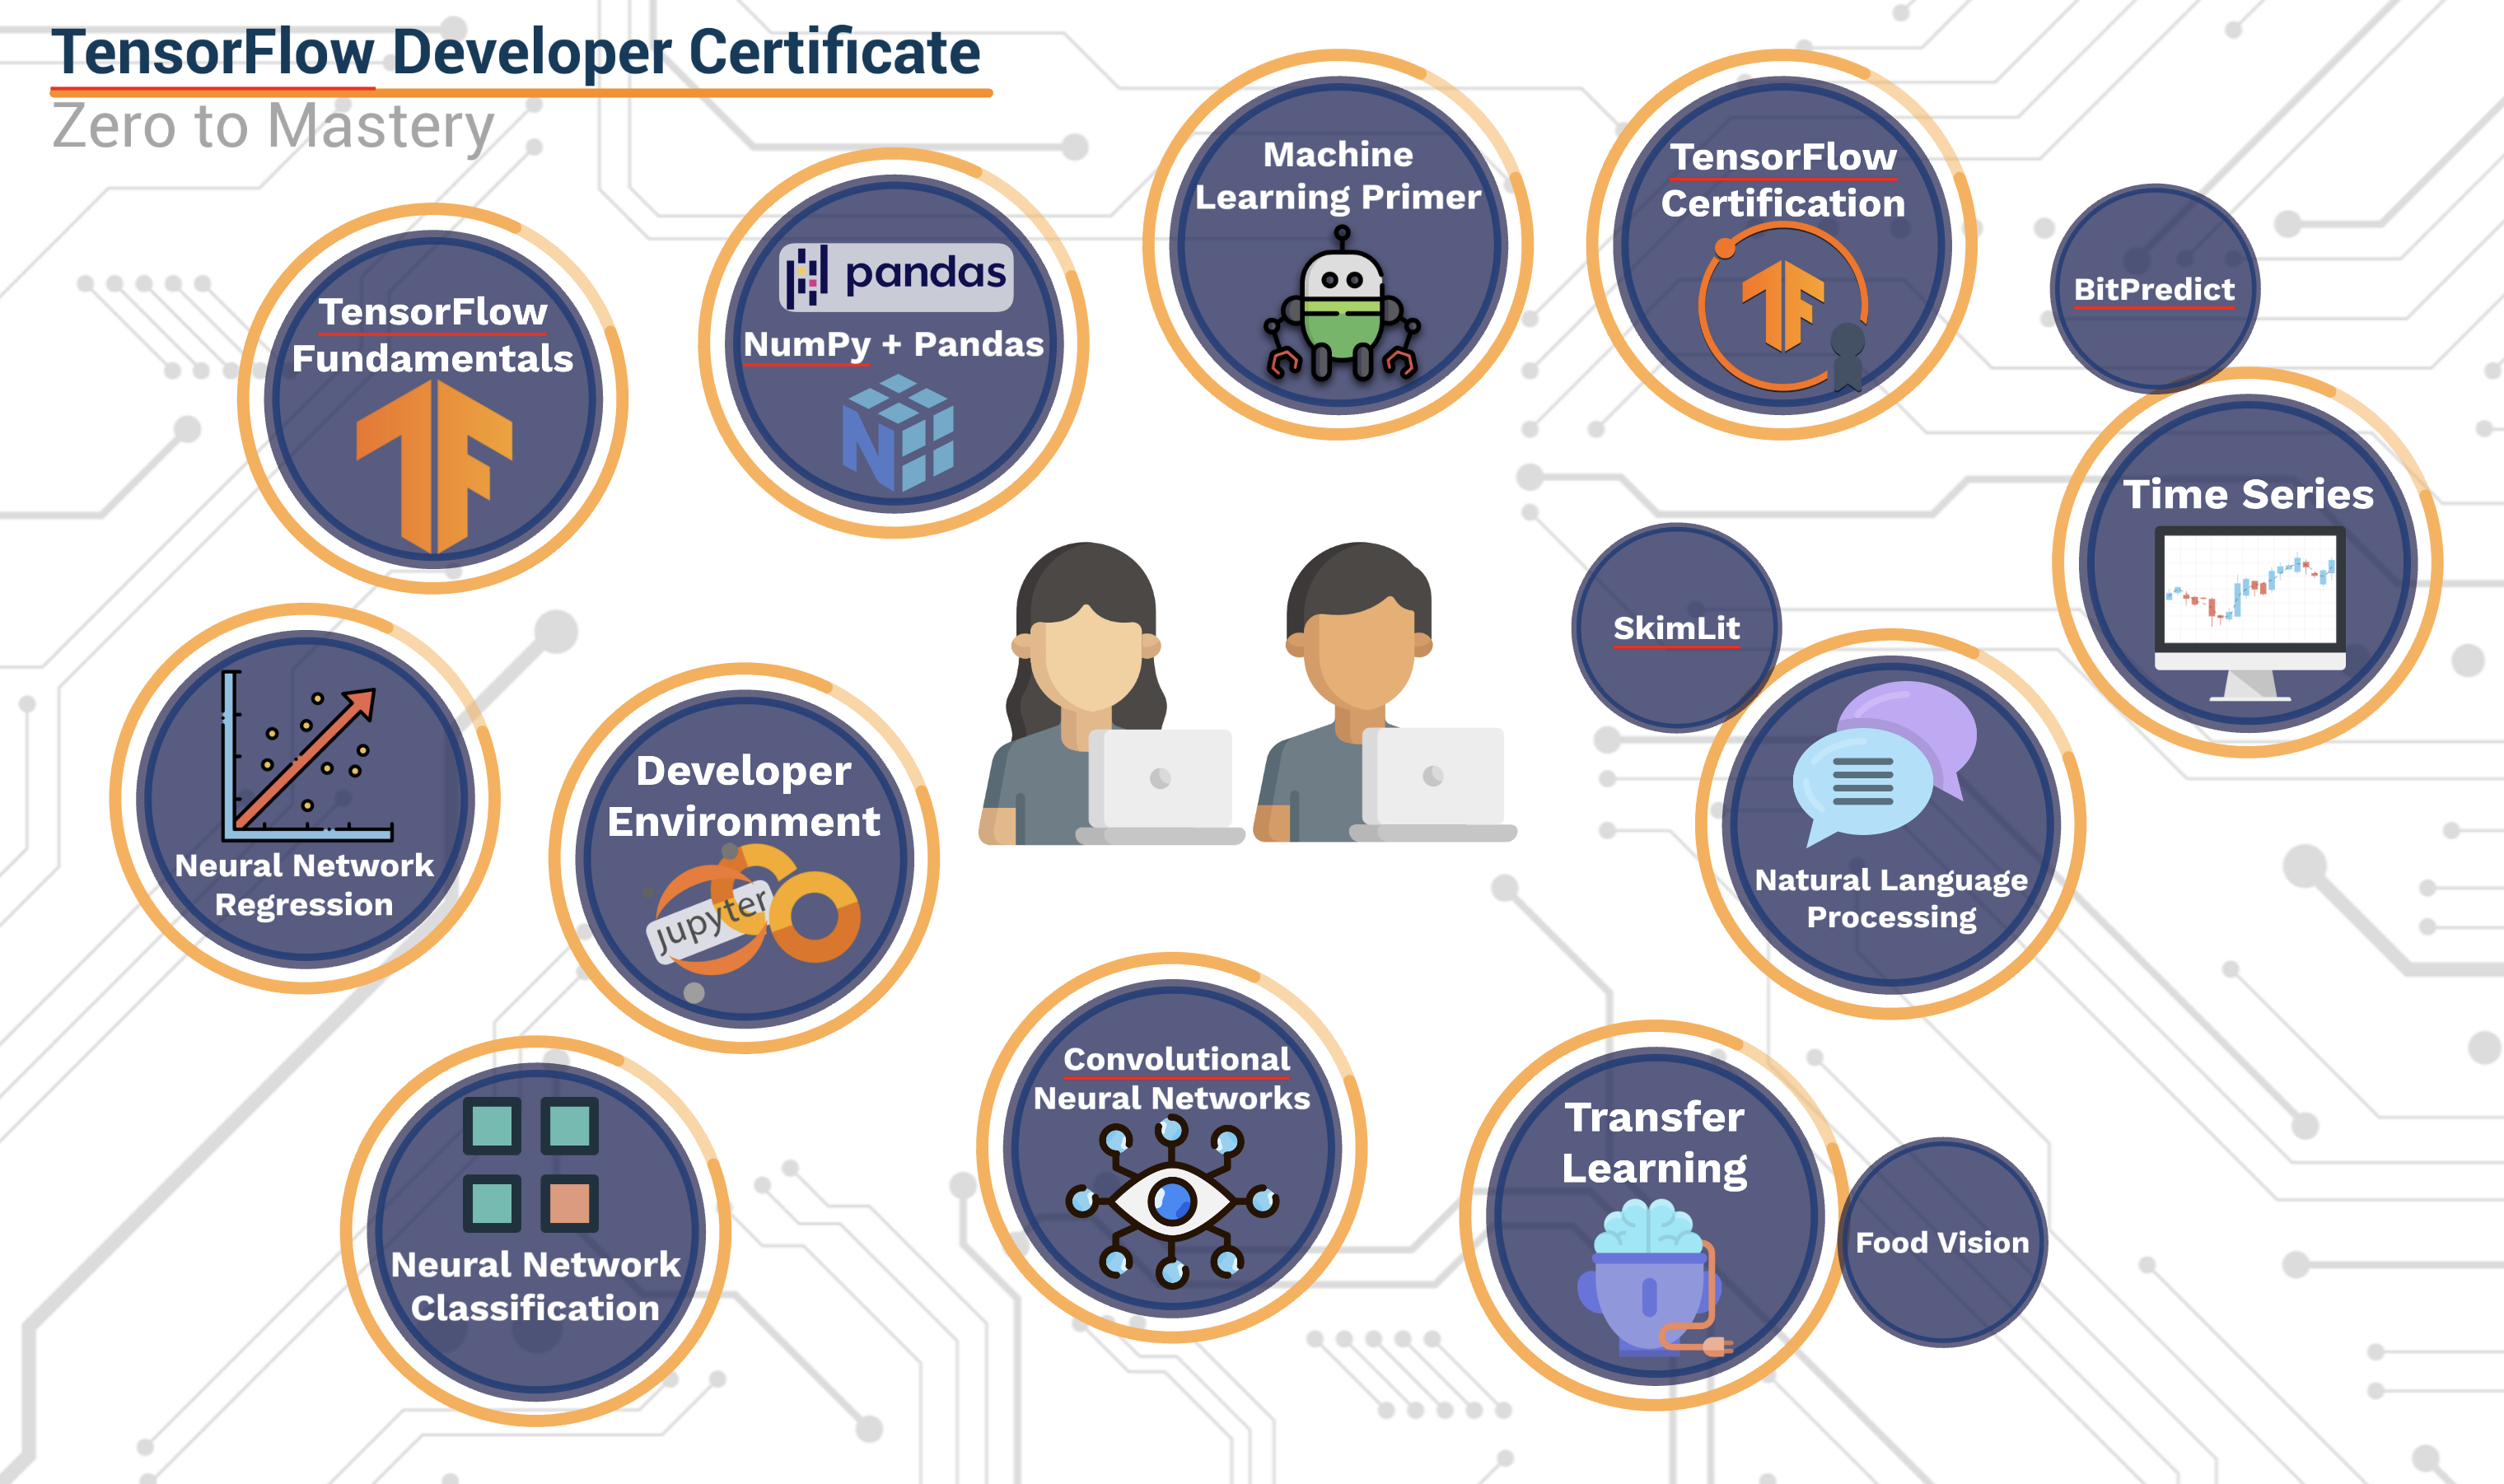 TensorFlow Developer Certificate
Zero to Mastery
Machine
Learning Primer
TensorFlow
Certification
pandas
NumPy + Pandas
BitPredict
TensorFlow
Fundamentals
Time Series
SkimLit
Developer
Environment
Jupyter
Neural Network
Regression
Natural Language
Processing
Convolutional
Neural Networks
Transfer
Learning
Food Vision
Neural Network
Classification